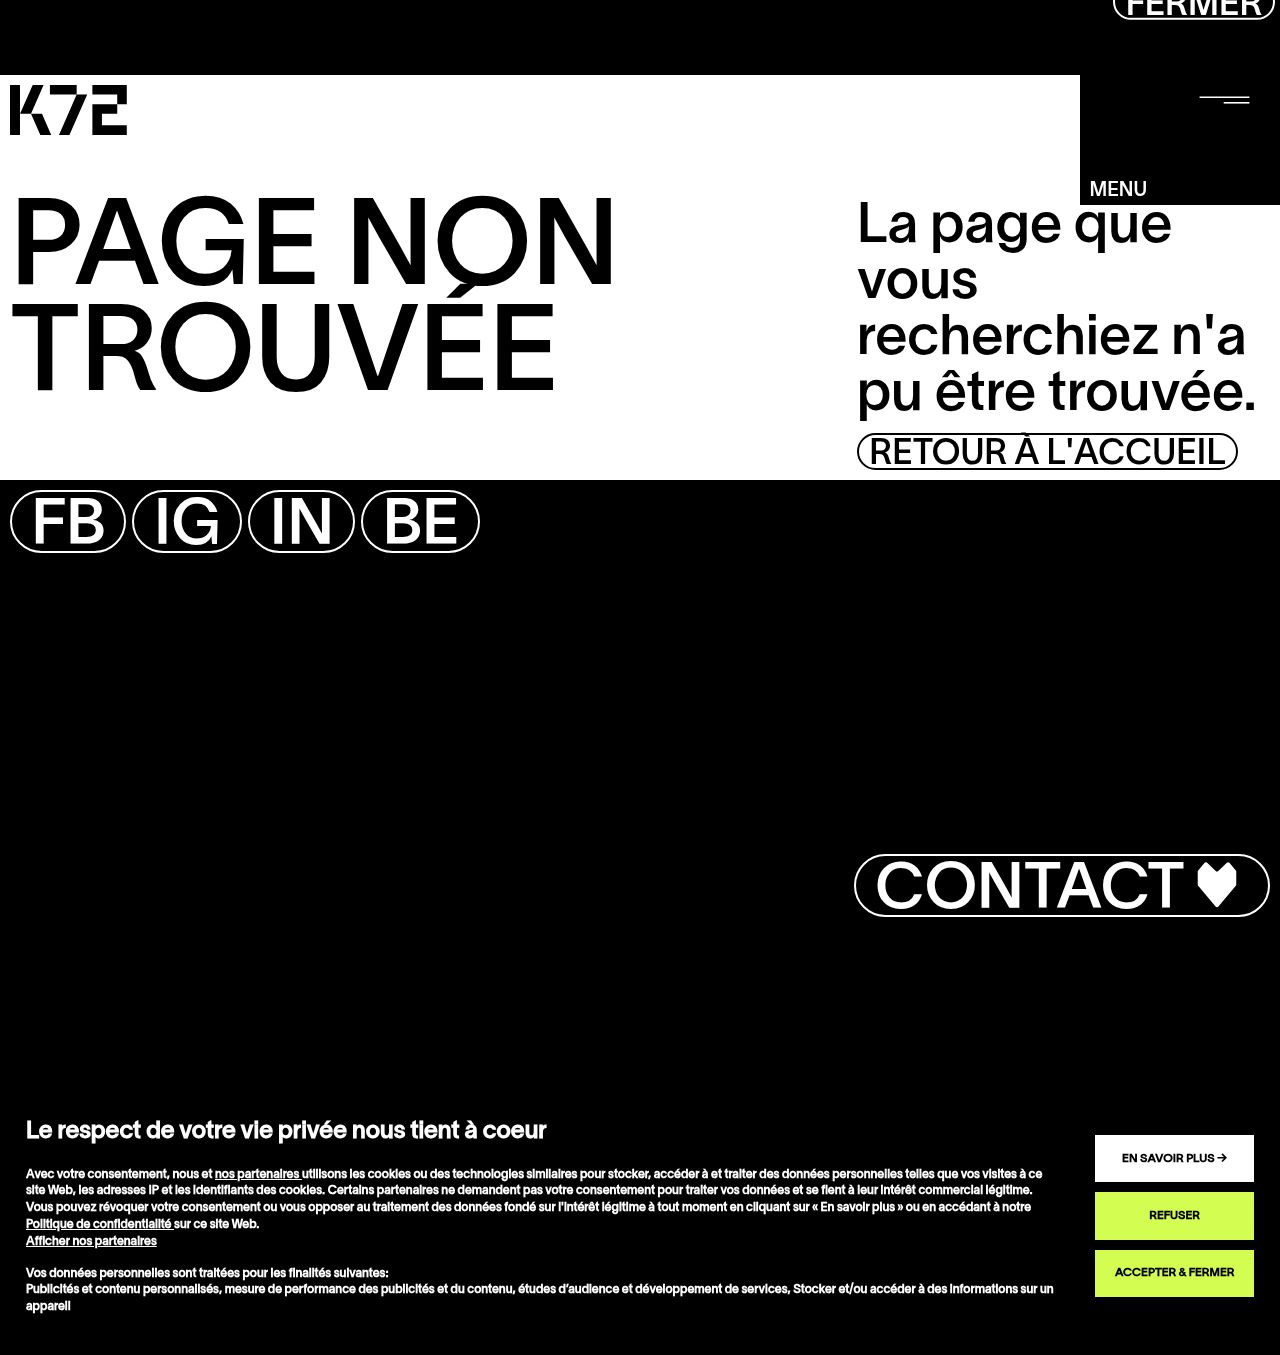 FERMER
K72
MENU
PAGE NON
TROUVÉE
La page que
vous
recherchiez n'a
pu être trouvée.
RETOUR À L'ACCUEIL
FB IG IN BE
CONTACT
Le respect de votre vie privée nous tient à coeur
Avec votre consentement, nous et nos partenaires utilisons les cookies ou des technologies similaires pour stocker, accéder à et traiter des données personnelles telles que vos visites à ce
site Web, les adresses IP et les identifiants des cookies. Certains partenaires ne demandent pas votre consentement pour traiter vos données et se fient à leur intérêt commercial légitime.
Vous pouvez révoquer votre consentement ou vous opposer au traitement des données fondé sur l'intérêt légitime à tout moment en cliquant sur « En savoir plus » ou en accédant à notre
Politique de confidentialité sur ce site Web.
Afficher nos partenaires
Vos données personnelles sont traitées pour les finalités suivantes:
Publicités et contenu personnalisés, mesure de performance des publicités et du contenu, études d'audience et développement de services, Stocker et/ou accéder à des informations sur un
appareil
EN SAVOIR PLUS →
REFUSER
ACCEPTER & FERMER